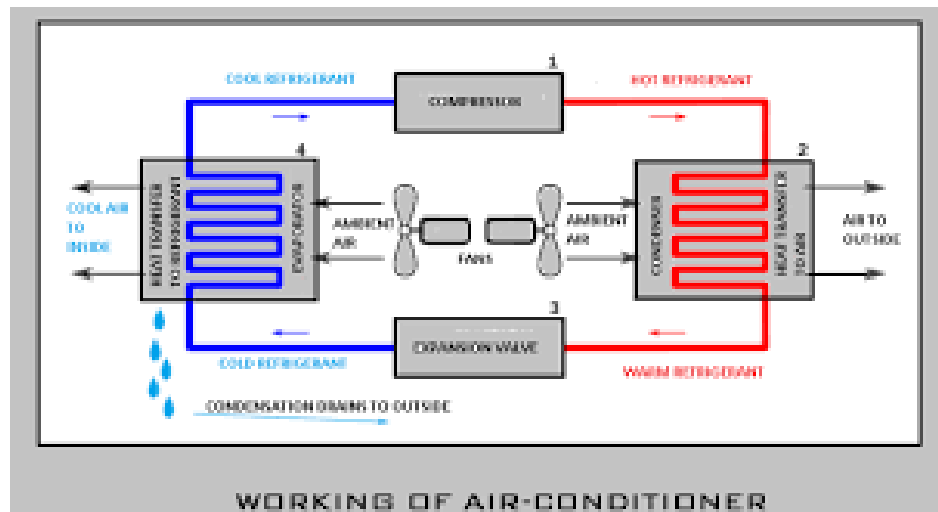 1
COOL REFRIGERANT
HOT REFRIGERANT
COMPRESSOR
4
2
COOL AIR
TO
INSIDE
HEAT TRANSFER
TO REFRIGERANT
EVAPORATOR
AMBIENT
AIR
FANS
AMBIENT
AIR
CONDENSER
HEAT TRANSFER
TO AIR
AIR TO
OUTSIDE
3
EXPANSION VALVE
COLD REFRIGERANT
WARM REFRIGERANT
CONDENSATION DRAINS TO OUTSIDE
WORKING OF AIR-CONDITIONER